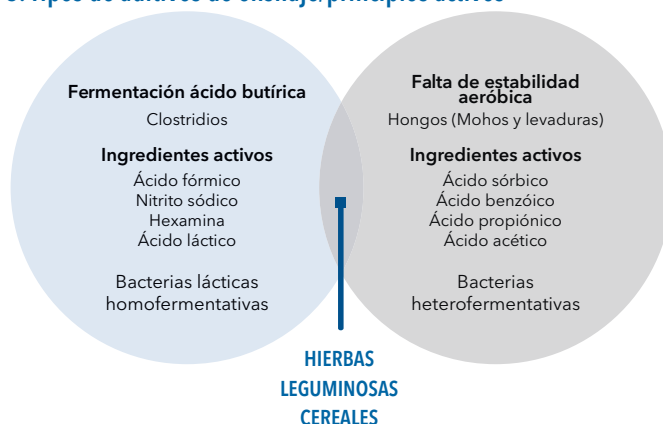 Fermentación ácido butírica
Clostridios
Ingredientes activos
Ácido fórmico
Nitrito sódico
Hexamina
Ácido láctico
Bacterias lácticas
homofermentativas
Falta de estabilidad
aeróbica
Hongos (Mohos y levaduras)
Ingredientes activos
Ácido sórbico
Ácido benzóico
Ácido propiónico
Ácido acético
Bacterias
heterofermentativas
HIERBAS
LEGUMINOSAS
CEREALES